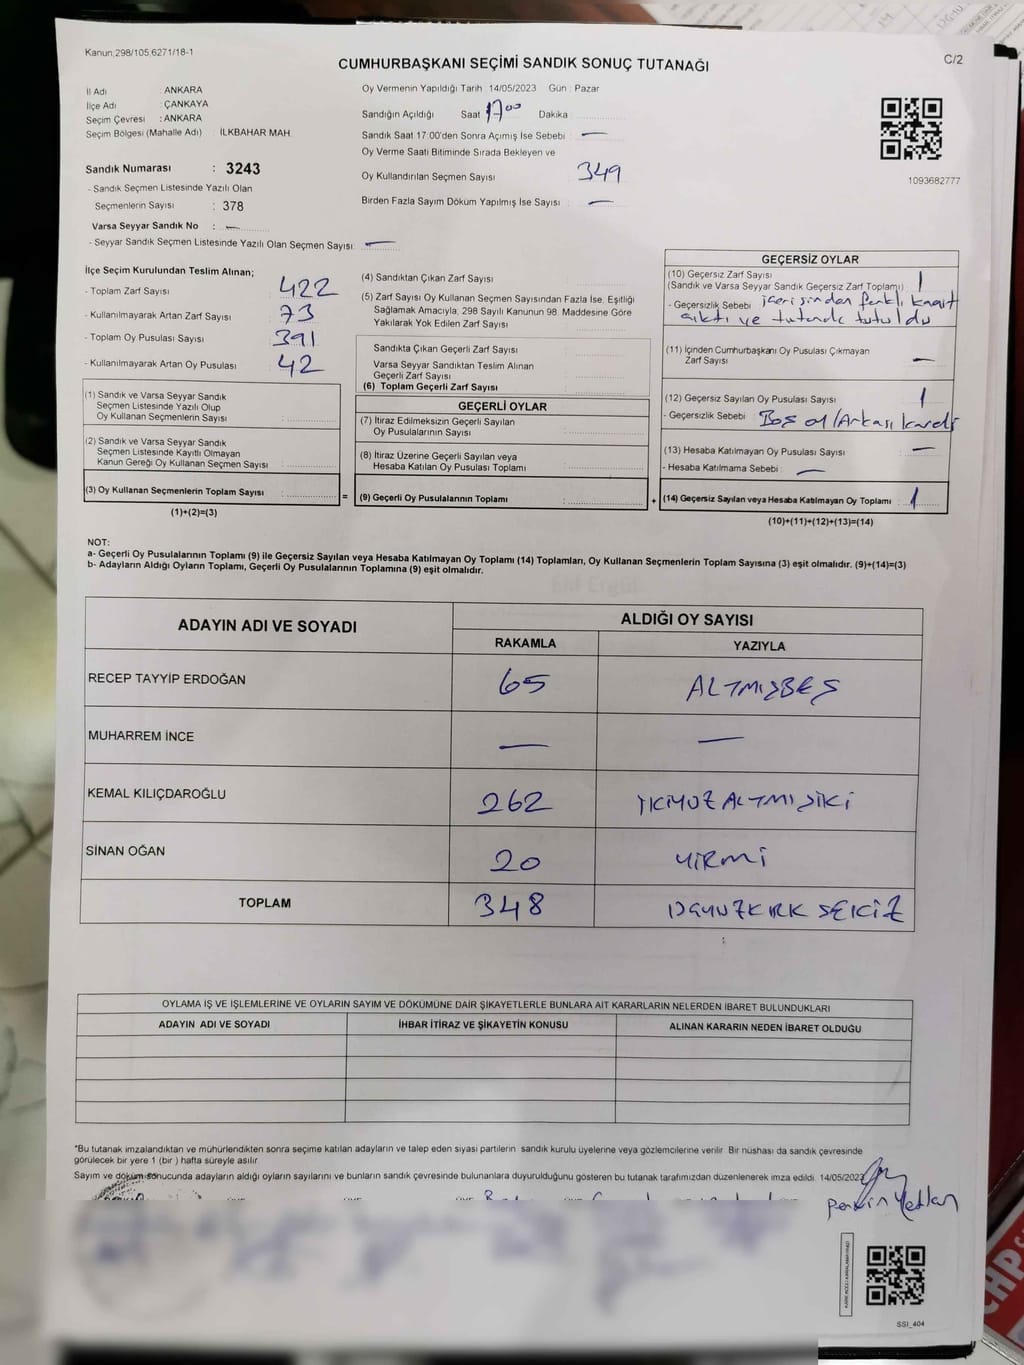 Kanun,298/105,6271/18-1
C/2
CUMHURBAŞKANI SEÇİMİ SANDIK SONUÇ TUTANAĞI
İl Adı : ANKARA
İlçe Adı : ÇANKAYA
Seçim Çevresi : ANKARA
Seçim Bölgesi (Mahalle Adı) : İLKBAHAR MAH.
Sandık Numarası : 3243
- Sandık Seçmen Listesinde Yazılı Olan
Seçmenlerin Sayısı : 378
Varsa Seyyar Sandık No : —
- Seyyar Sandık Seçmen Listesinde Yazılı Olan Seçmen Sayısı: —
Oy Vermenin Yapıldığı Tarih 14/05/2023 Gün : Pazar
Sandığın Açıldığı Saat 17⁰⁰ Dakika
Sandık Saat 17:00'den Sonra Açımış İse Sebebi : —
Oy Verme Saati Bitiminde Sırada Bekleyen ve
Oy Kullandırılan Seçmen Sayısı 349
Birden Fazla Sayım Döküm Yapılmış İse Sayısı : —
1093682777
İlçe Seçim Kurulundan Teslim Alınan;
- Toplam Zarf Sayısı : 422
- Kullanılmayarak Artan Zarf Sayısı : 73
- Toplam Oy Pusulası Sayısı : 391
- Kullanılmayarak Artan Oy Pusulası : 42
(1) Sandık ve Varsa Seyyar Sandık
Seçmen Listesinde Yazılı Olup
Oy Kullanan Seçmenlerin Sayısı :
(2) Sandık ve Varsa Seyyar Sandık
Seçmen Listesinde Kayıtlı Olmayan
Kanun Gereği Oy Kullanan Seçmen Sayısı :
(3) Oy Kullanan Seçmenlerin Toplam Sayısı :
(1)+(2)=(3)
(4) Sandıktan Çıkan Zarf Sayısı
(5) Zarf Sayısı Oy Kullanan Seçmen Sayısından Fazla İse, Eşitliği
Sağlamak Amacıyla, 298 Sayılı Kanunun 98. Maddesine Göre
Yakılarak Yok Edilen Zarf Sayısı :
Sandıkta Çıkan Geçerli Zarf Sayısı
Varsa Seyyar Sandıktan Teslim Alınan
Geçerli Zarf Sayısı
(6) Toplam Geçerli Zarf Sayısı
GEÇERLİ OYLAR
(7) İtiraz Edilmeksizin Geçerli Sayılan
Oy Pusulalarının Sayısı :
(8) İtiraz Üzerine Geçerli Sayılan veya
Hesaba Katılan Oy Pusulası Toplamı :
= (9) Geçerli Oy Pusulalarının Toplamı :
GEÇERSİZ OYLAR
(10) Geçersiz Zarf Sayısı
(Sandık ve Varsa Seyyar Sandık Geçersiz Zarf Toplamı) : 1
- Geçersizlik Sebebi : içerisinden farklı kağıt
çıktı ve tutanak tutuldu
(11) İçinden Cumhurbaşkanı Oy Pusulası Çıkmayan
Zarf Sayısı —
(12) Geçersiz Sayılan Oy Pusulası Sayısı : 1
- Geçersizlik Sebebi : Boş oy/Arkası
(13) Hesaba Katılmayan Oy Pusulası Sayısı : —
- Hesaba Katılmama Sebebi : —
+ (14) Geçersiz Sayılan veya Hesaba Katılmayan Oy Toplamı : 1
(10)+(11)+(12)+(13)=(14)
NOT:
a- Geçerli Oy Pusulalarının Toplamı (9) ile Geçersiz Sayılan veya Hesaba Katılmayan Oy Toplamı (14) Toplamları, Oy Kullanan Seçmenlerin Toplam Sayısına (3) eşit olmalıdır. (9)+(14)=(3)
b- Adayların Aldığı Oyların Toplamı, Geçerli Oy Pusulalarının Toplamına (9) eşit olmalıdır.
ADAYIN ADI VE SOYADI
ALDIĞI OY SAYISI
RAKAMLA YAZIYLA
RECEP TAYYİP ERDOĞAN 65 ALTMIŞBEŞ
MUHARREM İNCE — —
KEMAL KILIÇDAROĞLU 262 İKİYÜZALTMIŞİKİ
SİNAN OĞAN 20 YİRMİ
TOPLAM 348 ÜÇYÜZKIRKSEKİZ
OYLAMA İŞ VE İŞLEMLERİNE VE OYLARIN SAYIM VE DÖKÜMÜNE DAİR ŞİKAYETLERLE BUNLARA AİT KARARLARIN NELERDEN İBARET BULUNDUKLARI
ADAYIN ADI VE SOYADI İHBAR İTİRAZ VE ŞİKAYETİN KONUSU ALINAN KARARIN NEDEN İBARET OLDUĞU
*Bu tutanak imzalandıktan ve mühürlendikten sonra seçime katılan adayların ve talep eden siyasi partilerin sandık kurulu üyelerine veya gözlemcilerine verilir. Bir nüshası da sandık çevresinde
görülecek bir yere 1 (bir ) hafta süreyle asılır.
Sayım ve döküm sonucunda adayların aldığı oyların sayılarını ve bunların sandık çevresinde bulunanlara duyurulduğunu gösteren bu tutanak tarafımızdan düzenlenerek imza edildi. 14/05/2023
SSI_404
CHP